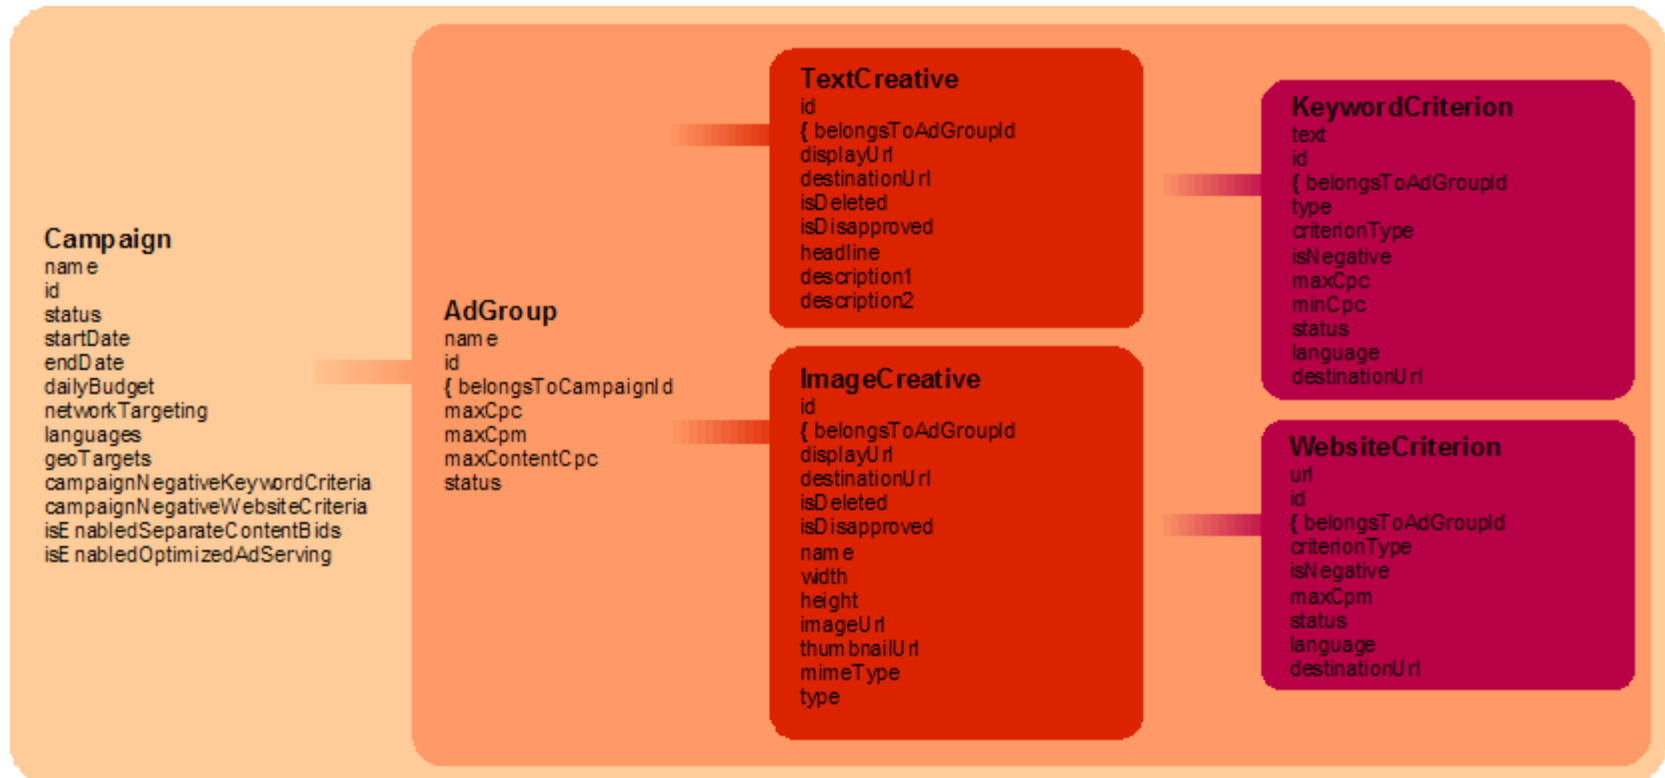 Campaign
name
id
status
startDate
endDate
dailyBudget
networkTargeting
languages
geoTargets
campaignNegativeKeywordCriteria
campaignNegativeWebsiteCriteria
isEnabledSeparateContentBids
isEnabledOptimizedAdServing
AdGroup
name
id
{ belongsToCampaignId
maxCpc
maxCpm
maxContentCpc
status
TextCreative
id
{ belongsToAdGroupId
displayUrl
destinationUrl
isDeleted
isDisapproved
headline
description1
description2
ImageCreative
id
{ belongsToAdGroupId
displayUrl
destinationUrl
isDeleted
isDisapproved
name
width
height
imageUrl
thumbnailUrl
mimeType
type
KeywordCriterion
text
id
{ belongsToAdGroupId
type
criterionType
isNegative
maxCpc
minCpc
status
language
destinationUrl
WebsiteCriterion
url
id
{ belongsToAdGroupId
criterionType
isNegative
maxCpm
status
language
destinationUrl